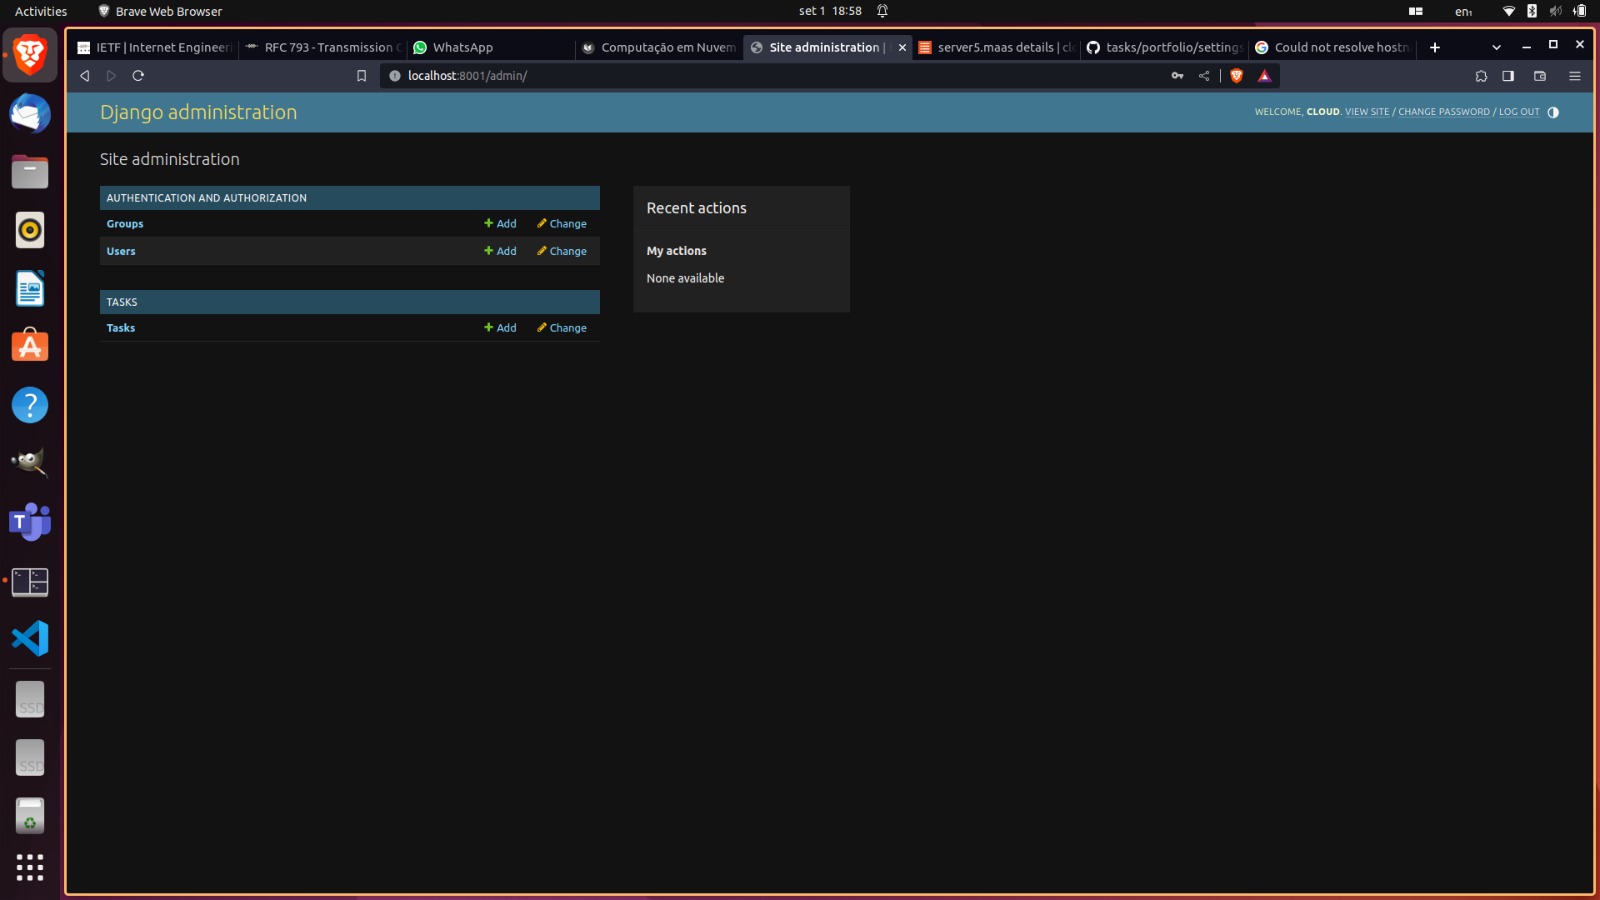 Activities
Brave Web Browser
set 1 18:58
en₁
IETF | Internet Engineeri
RFC 793 - Transmission C
WhatsApp
Computação em Nuvem
Site administration |
server5.maas details | cl
tasks/portfolio/settings
Could not resolve hostn
localhost:8001/admin/
Django administration
WELCOME, CLOUD. VIEW SITE / CHANGE PASSWORD / LOG OUT
Site administration
AUTHENTICATION AND AUTHORIZATION
Groups Add Change
Users Add Change
TASKS
Tasks Add Change
Recent actions
My actions
None available
SSD
SSD